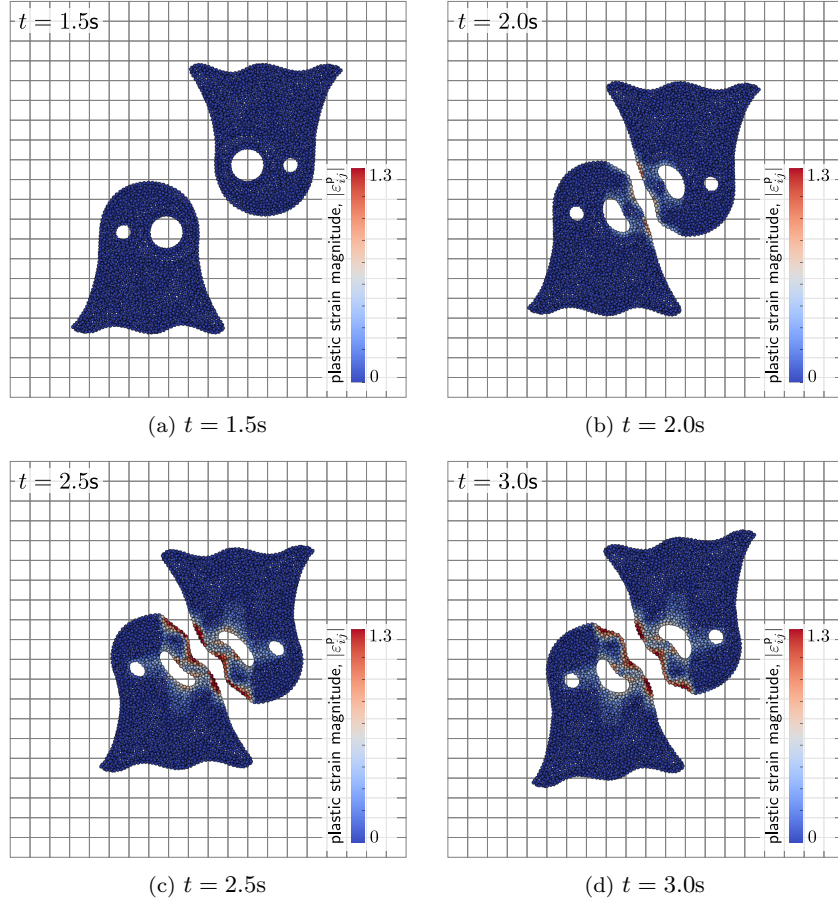 t = 1.5s
plastic strain magnitude, |ε^p_ij|
1.3
0
(a) t = 1.5s
t = 2.0s
plastic strain magnitude, |ε^p_ij|
1.3
0
(b) t = 2.0s
t = 2.5s
plastic strain magnitude, |ε^p_ij|
1.3
0
(c) t = 2.5s
t = 3.0s
plastic strain magnitude, |ε^p_ij|
1.3
0
(d) t = 3.0s